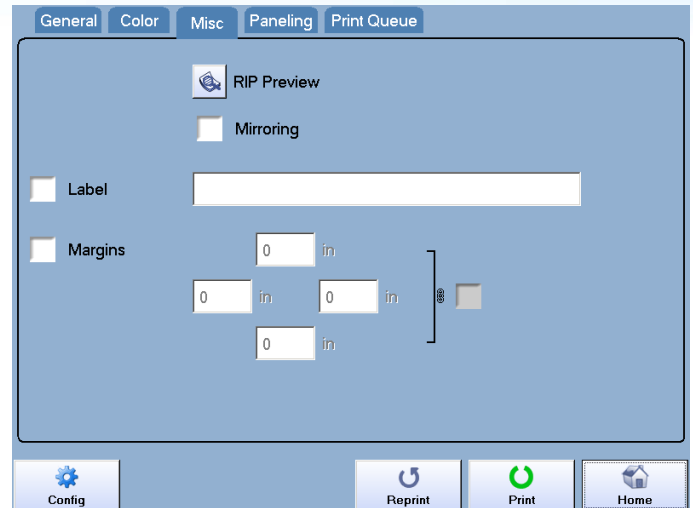 General Color Misc Paneling Print Queue
RIP Preview
Mirroring
Label
Margins
0 in
0 in 0 in
0 in
Config Reprint Print Home